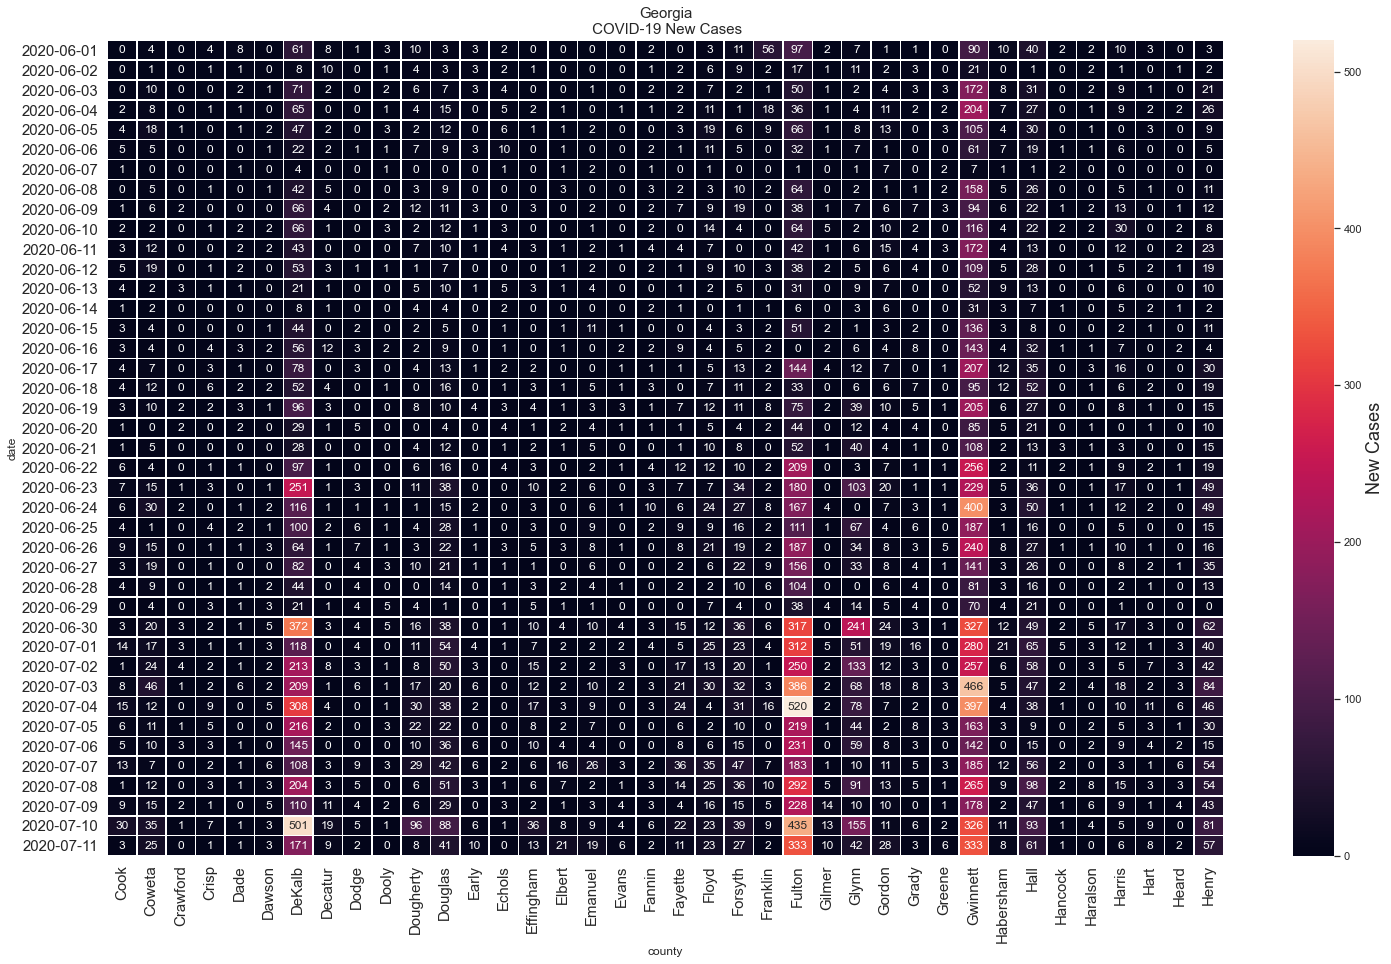 Georgia
COVID-19 New Cases
2020-06-01 0 4 0 4 8 0 61 8 1 3 10 3 3 2 0 0 0 0 2 0 3 11 56 97 2 7 1 1 0 90 10 40 2 2 10 3 0 3
2020-06-02 0 1 0 1 1 0 8 10 0 1 4 3 3 2 1 0 0 0 1 2 6 9 2 17 1 11 2 3 0 21 0 1 0 2 1 0 1 2
2020-06-03 0 10 0 0 2 1 71 2 0 2 6 7 3 4 0 0 1 0 2 2 7 2 1 50 1 2 4 3 3 172 8 31 0 2 9 1 0 21
2020-06-04 2 8 0 1 1 0 65 0 0 1 4 15 0 5 2 1 0 1 1 2 11 1 18 36 1 4 11 2 2 204 7 27 0 1 9 2 2 26
2020-06-05 4 18 1 0 1 2 47 2 0 3 2 12 0 6 1 1 2 0 0 3 19 6 9 66 1 8 13 0 3 105 4 30 0 1 0 3 0 9
2020-06-06 5 5 0 0 0 1 22 2 1 1 7 9 3 10 0 1 0 0 2 1 11 5 0 32 1 7 1 0 0 61 7 19 1 1 6 0 0 5
2020-06-07 1 0 0 0 1 0 4 0 0 1 0 0 0 1 0 1 2 0 1 0 1 0 0 1 0 1 7 0 2 7 1 1 2 0 0 0 0 0
2020-06-08 0 5 0 1 0 1 42 5 0 0 3 9 0 0 0 3 0 0 3 2 3 10 2 64 0 2 1 1 2 158 5 26 0 0 5 1 0 11
2020-06-09 1 6 2 0 0 0 66 4 0 2 12 11 3 0 3 0 2 0 2 7 9 19 0 38 1 7 6 7 3 94 6 22 1 2 13 0 1 12
2020-06-10 2 2 0 1 2 2 66 1 0 3 2 12 1 3 0 0 1 0 2 0 14 4 0 64 5 2 10 2 0 116 4 22 2 2 30 0 2 8
2020-06-11 3 12 0 0 2 2 43 0 0 0 7 10 1 4 3 1 2 1 4 4 7 0 0 42 1 6 15 4 3 172 4 13 0 0 12 0 2 23
2020-06-12 5 19 0 1 2 0 53 3 1 1 1 7 0 0 0 1 2 0 2 1 9 10 3 38 2 5 6 4 0 109 5 28 0 1 5 2 1 19
2020-06-13 4 2 3 1 1 0 21 1 0 0 5 10 1 5 3 1 4 0 0 1 2 5 0 31 0 9 7 0 0 52 9 13 0 0 6 0 0 10
2020-06-14 1 2 0 0 0 0 8 1 0 0 4 4 0 2 0 0 0 0 2 1 0 1 1 6 0 3 6 0 0 31 3 7 1 0 5 2 1 2
2020-06-15 3 4 0 0 0 1 44 0 2 0 2 5 0 1 0 1 11 1 0 0 4 3 2 51 2 1 3 2 0 136 3 8 0 0 2 1 0 11
2020-06-16 3 4 0 4 3 2 56 12 3 2 2 9 0 1 0 1 0 2 2 9 4 5 2 0 2 6 4 8 0 143 4 32 1 1 7 0 2 4
2020-06-17 4 7 0 3 1 0 78 0 3 0 4 13 1 2 2 0 0 1 1 1 5 13 2 144 4 12 7 0 1 207 12 35 0 3 16 0 0 30
2020-06-18 4 12 0 6 2 2 52 4 0 1 0 16 0 1 3 1 5 1 3 0 7 11 2 33 0 6 6 7 0 95 12 52 0 1 6 2 0 19
2020-06-19 3 10 2 2 3 1 96 3 0 0 8 10 4 3 4 1 3 3 1 7 12 11 8 75 2 39 10 5 1 205 6 27 0 0 8 1 0 15
2020-06-20 1 0 2 0 2 0 29 1 5 0 0 4 0 4 1 2 4 1 1 1 5 4 2 44 0 12 4 4 0 85 5 21 0 1 0 1 0 10
2020-06-21 1 5 0 0 0 0 28 0 0 0 4 12 0 1 2 1 5 0 0 1 10 8 0 52 1 40 4 1 0 108 2 13 3 1 3 0 0 15
2020-06-22 6 4 0 1 1 0 97 1 0 0 6 16 0 4 3 0 2 1 4 12 12 10 2 209 0 3 7 1 1 256 2 11 2 1 9 2 1 19
2020-06-23 7 15 1 3 0 1 251 1 3 0 11 38 0 0 10 2 6 0 3 7 7 34 2 180 0 103 20 1 1 229 5 36 0 1 17 0 1 49
2020-06-24 6 30 2 0 1 2 116 1 1 1 1 15 2 0 3 0 6 1 10 6 24 27 8 167 4 0 7 3 1 400 3 50 1 1 12 2 0 49
2020-06-25 4 1 0 4 2 1 100 2 6 1 4 28 1 0 3 0 9 0 2 9 9 16 2 111 1 67 4 6 0 187 1 16 0 0 5 0 0 15
2020-06-26 9 15 0 1 1 3 64 1 7 1 3 22 1 3 5 3 8 1 0 8 21 19 2 187 0 34 8 3 5 240 8 27 1 1 10 1 0 16
2020-06-27 3 19 0 1 0 0 82 0 4 3 10 21 1 1 1 0 6 0 0 2 6 22 9 156 0 33 8 4 1 141 3 26 0 0 8 2 1 35
2020-06-28 4 9 0 1 1 2 44 0 4 0 0 14 0 1 3 2 4 1 0 2 2 10 6 104 0 0 4 4 0 81 3 16 0 0 2 1 0 13
2020-06-29 0 4 0 3 1 3 21 1 4 5 4 1 0 1 5 1 1 0 0 0 7 4 0 38 4 14 5 4 0 70 4 21 0 0 1 0 0 0
2020-06-30 3 20 3 2 1 5 372 3 4 5 16 38 0 1 10 4 10 4 3 15 12 36 6 317 0 241 24 3 1 327 12 49 2 5 17 3 0 62
2020-07-01 14 17 3 1 1 3 118 0 4 0 11 54 4 1 7 2 2 2 4 5 25 23 4 312 5 51 19 16 0 280 21 65 5 3 12 1 3 40
2020-07-02 1 24 4 2 1 2 213 8 3 1 8 50 3 0 15 2 2 3 0 17 13 20 1 250 2 133 12 3 0 257 6 58 0 3 5 7 3 42
2020-07-03 8 46 1 2 6 2 209 1 6 1 17 20 6 0 12 2 10 2 3 21 30 32 3 386 2 68 18 8 3 466 5 47 2 4 18 2 3 84
2020-07-04 15 12 0 9 0 5 308 4 0 1 30 38 2 0 17 3 9 0 3 24 4 31 16 520 2 78 7 2 0 397 4 38 1 0 10 11 6 46
2020-07-05 6 11 1 5 0 0 216 2 0 3 22 22 0 0 8 2 7 0 0 6 2 10 0 219 1 44 2 8 3 163 3 9 0 2 5 3 1 30
2020-07-06 5 10 3 3 1 0 145 0 0 0 10 36 6 0 10 4 4 0 0 8 6 15 0 231 0 59 8 3 0 142 0 15 0 2 9 4 2 15
2020-07-07 13 7 0 2 1 6 108 3 9 3 29 42 6 2 6 16 26 3 2 36 35 47 7 183 1 10 11 5 3 185 12 56 2 0 3 1 6 54
2020-07-08 1 12 0 3 1 3 204 3 5 0 6 51 3 1 6 7 2 1 3 14 25 36 10 292 5 91 13 5 1 265 9 98 2 8 15 3 3 54
2020-07-09 9 15 2 1 0 5 110 11 4 2 6 29 0 3 2 1 3 4 3 4 16 15 5 228 14 10 10 0 1 178 2 47 1 6 9 1 4 43
2020-07-10 30 35 1 7 1 3 501 19 5 1 96 88 6 1 36 8 9 4 6 22 23 39 9 435 13 155 11 6 2 326 11 93 1 4 5 9 0 81
2020-07-11 3 25 0 1 1 3 171 9 2 0 8 41 10 0 13 21 19 6 2 11 23 27 2 333 10 42 28 3 6 333 8 61 1 0 6 8 2 57
date
Cook Coweta Crawford Crisp Dade Dawson DeKalb Decatur Dodge Dooly Dougherty Douglas Early Echols Effingham Elbert Emanuel Evans Fannin Fayette Floyd Forsyth Franklin Fulton Gilmer Glynn Gordon Grady Greene Gwinnett Habersham Hall Hancock Haralson Harris Hart Heard Henry
county
500
400
300
200
100
0
New Cases